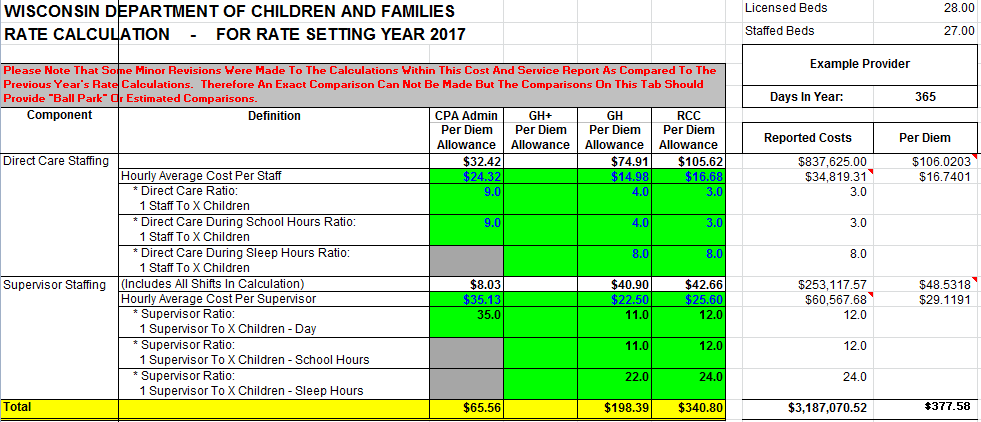 WISCONSIN DEPARTMENT OF CHILDREN AND FAMILIES
RATE CALCULATION - FOR RATE SETTING YEAR 2017
Licensed Beds 28.00
Staffed Beds 27.00
Please Note That Some Minor Revisions Were Made To The Calculations Within This Cost And Service Report As Compared To The
Previous Year's Rate Calculations. Therefore An Exact Comparison Can Not Be Made But The Comparisons On This Tab Should
Provide "Ball Park" Or Estimated Comparisons.
Example Provider
Days In Year: 365
Component Definition CPA Admin GH+ GH RCC
Per Diem Per Diem Per Diem Per Diem
Allowance Allowance Allowance Allowance
Reported Costs Per Diem
Direct Care Staffing $32.42 $74.91 $105.62 $837,625.00 $106.0203
Hourly Average Cost Per Staff $24.32 $14.98 $16.68 $34,819.31 $16.7401
* Direct Care Ratio: 9.0 4.0 3.0 3.0
1 Staff To X Children
* Direct Care During School Hours Ratio: 9.0 4.0 3.0 3.0
1 Staff To X Children
* Direct Care During Sleep Hours Ratio: 8.0 8.0 8.0
1 Staff To X Children
Supervisor Staffing (Includes All Shifts In Calculation) $8.03 $40.90 $42.66 $253,117.57 $48.5318
Hourly Average Cost Per Supervisor $35.13 $22.50 $25.60 $60,567.68 $29.1191
* Supervisor Ratio: 35.0 11.0 12.0 12.0
1 Supervisor To X Children - Day
* Supervisor Ratio: 11.0 12.0 12.0
1 Supervisor To X Children - School Hours
* Supervisor Ratio: 22.0 24.0 24.0
1 Supervisor To X Children - Sleep Hours
Total $65.56 $198.39 $340.80 $3,187,070.52 $377.58